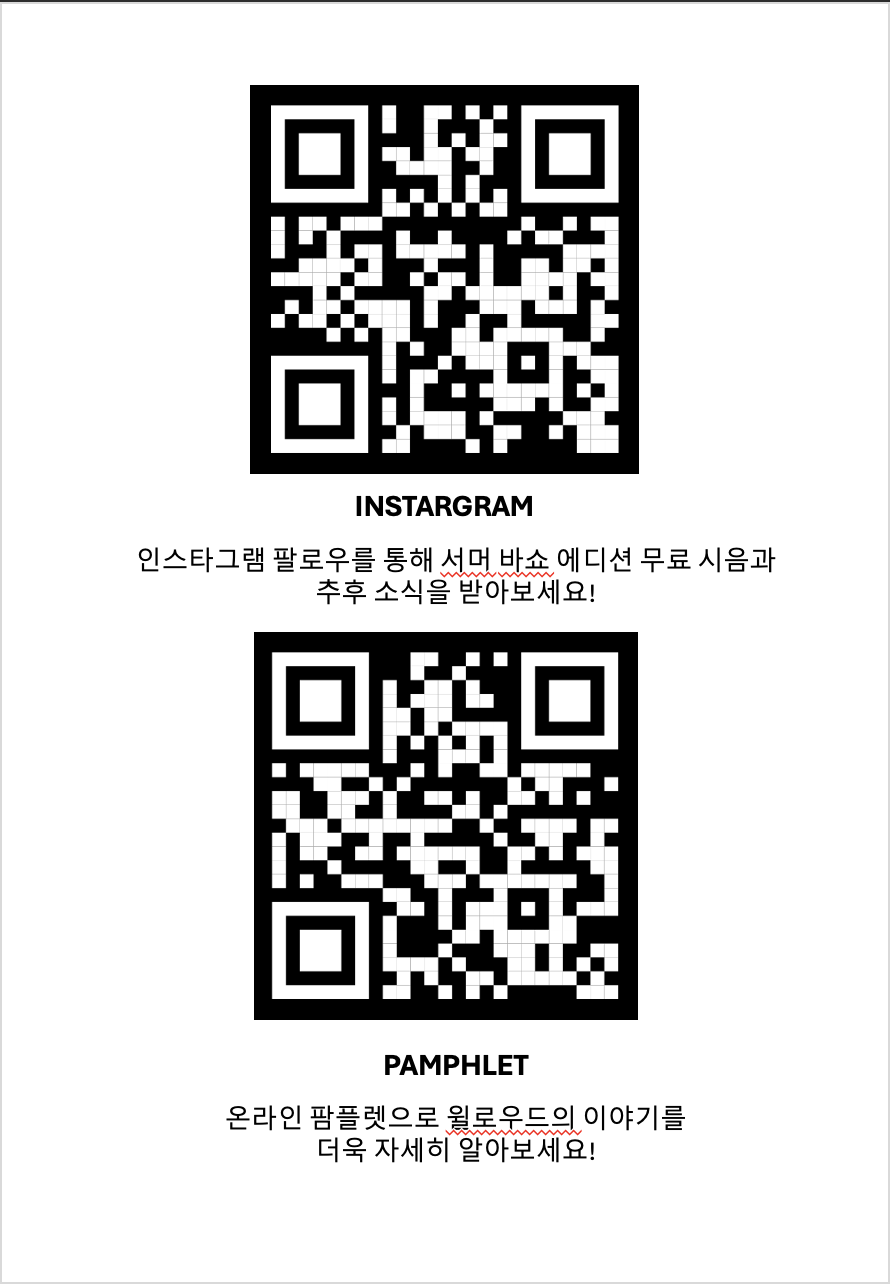 INSTARGRAM
인스타그램 팔로우를 통해 서머 바쇼 에디션 무료 시음과
추후 소식을 받아보세요!
PAMPHLET
온라인 팜플렛으로 윌로우드의 이야기를
더욱 자세히 알아보세요!